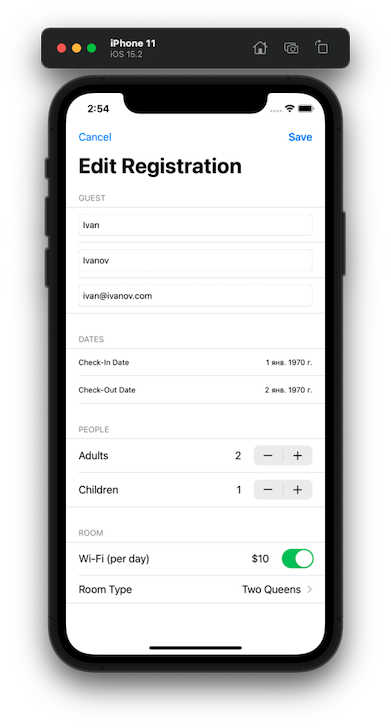 iPhone 11
iOS 15.2
2:54
Cancel Save
Edit Registration
GUEST
Ivan
Ivanov
ivan@ivanov.com
DATES
Check-In Date 1 янв. 1970 г.
Check-Out Date 2 янв. 1970 г.
PEOPLE
Adults 2 − +
Children 1 − +
ROOM
Wi-Fi (per day) $10
Room Type Two Queens